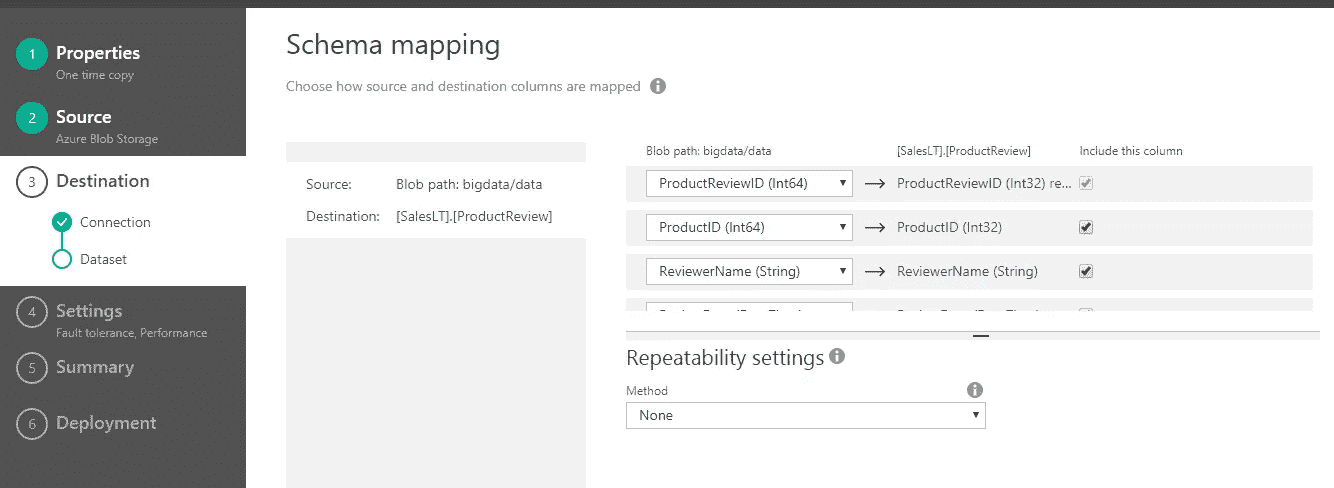 1 Properties
One time copy
2 Source
Azure Blob Storage
3 Destination
Connection
Dataset
4 Settings
Fault tolerance, Performance
5 Summary
6 Deployment
Schema mapping
Choose how source and destination columns are mapped
Source: Blob path: bigdata/data
Destination: [SalesLT].[ProductReview]
Blob path: bigdata/data [SalesLT].[ProductReview] Include this column
ProductReviewID (Int64) ProductReviewID (Int32) re...
ProductID (Int64) ProductID (Int32)
ReviewerName (String) ReviewerName (String)
Repeatability settings
Method
None